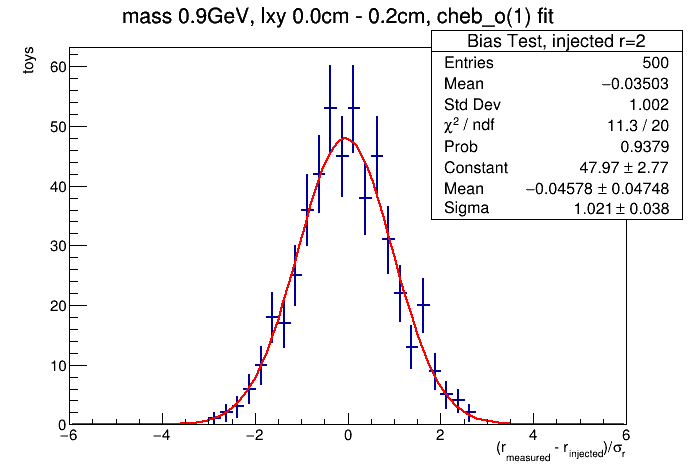 mass 0.9GeV, lxy 0.0cm - 0.2cm, cheb_o(1) fit
Bias Test, injected r=2
Entries 500
Mean −0.03503
Std Dev 1.002
χ² / ndf 11.3 / 20
Prob 0.9379
Constant 47.97 ± 2.77
Mean −0.04578 ± 0.04748
Sigma 1.021 ± 0.038
toys
60
50
40
30
20
10
0
−6 −4 −2 0 2 4 6
(r_measured - r_injected)/σ_r